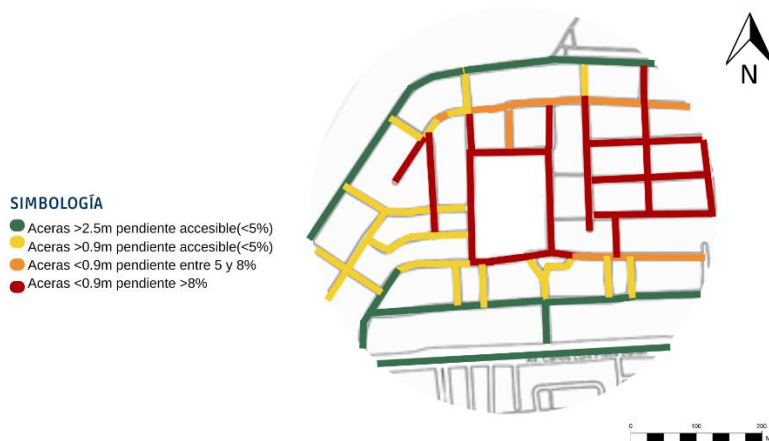 N
SIMBOLOGÍA
Aceras >2.5m pendiente accesible(<5%)
Aceras >0.9m pendiente accesible(<5%)
Aceras <0.9m pendiente entre 5 y 8%
Aceras <0.9m pendiente >8%
0 100 200